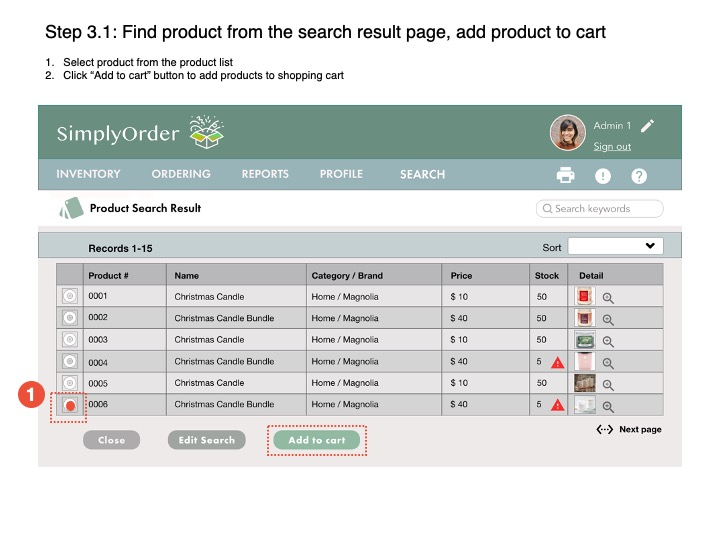 Step 3.1: Find product from the search result page, add product to cart
1. Select product from the product list
2. Click “Add to cart” button to add products to shopping cart
SimplyOrder
Admin 1
Sign out
INVENTORY ORDERING REPORTS PROFILE SEARCH
Product Search Result
Search keywords
Records 1-15
Sort
Product # Name Category / Brand Price Stock Detail
0001 Christmas Candle Home / Magnolia $ 10 50
0002 Christmas Candle Bundle Home / Magnolia $ 40 50
0003 Christmas Candle Home / Magnolia $ 10 50
0004 Christmas Candle Bundle Home / Magnolia $ 40 5
0005 Christmas Candle Home / Magnolia $ 10 50
1
0006 Christmas Candle Bundle Home / Magnolia $ 40 5
Next page
Close Edit Search Add to cart